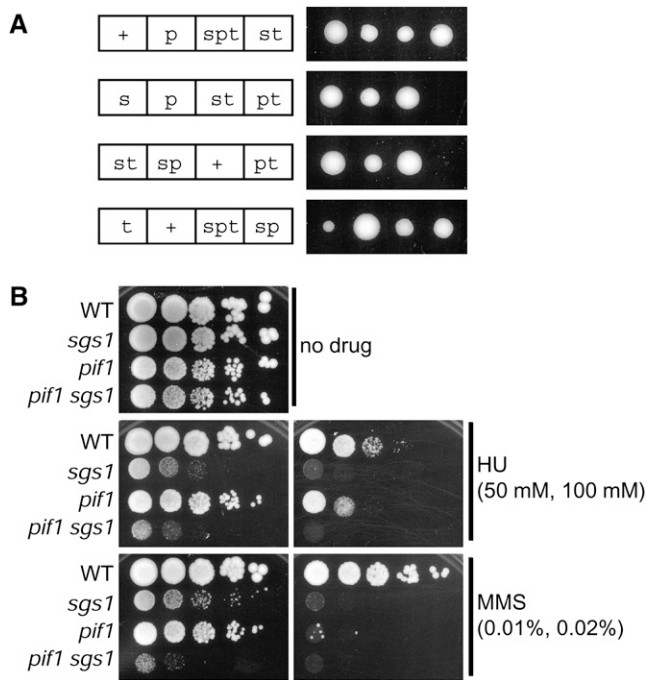 A
+ p spt st
s p st pt
st sp + pt
t + spt sp
B
WT
sgs1
pif1
pif1 sgs1
no drug
WT
sgs1
pif1
pif1 sgs1
HU
(50 mM, 100 mM)
WT
sgs1
pif1
pif1 sgs1
MMS
(0.01%, 0.02%)